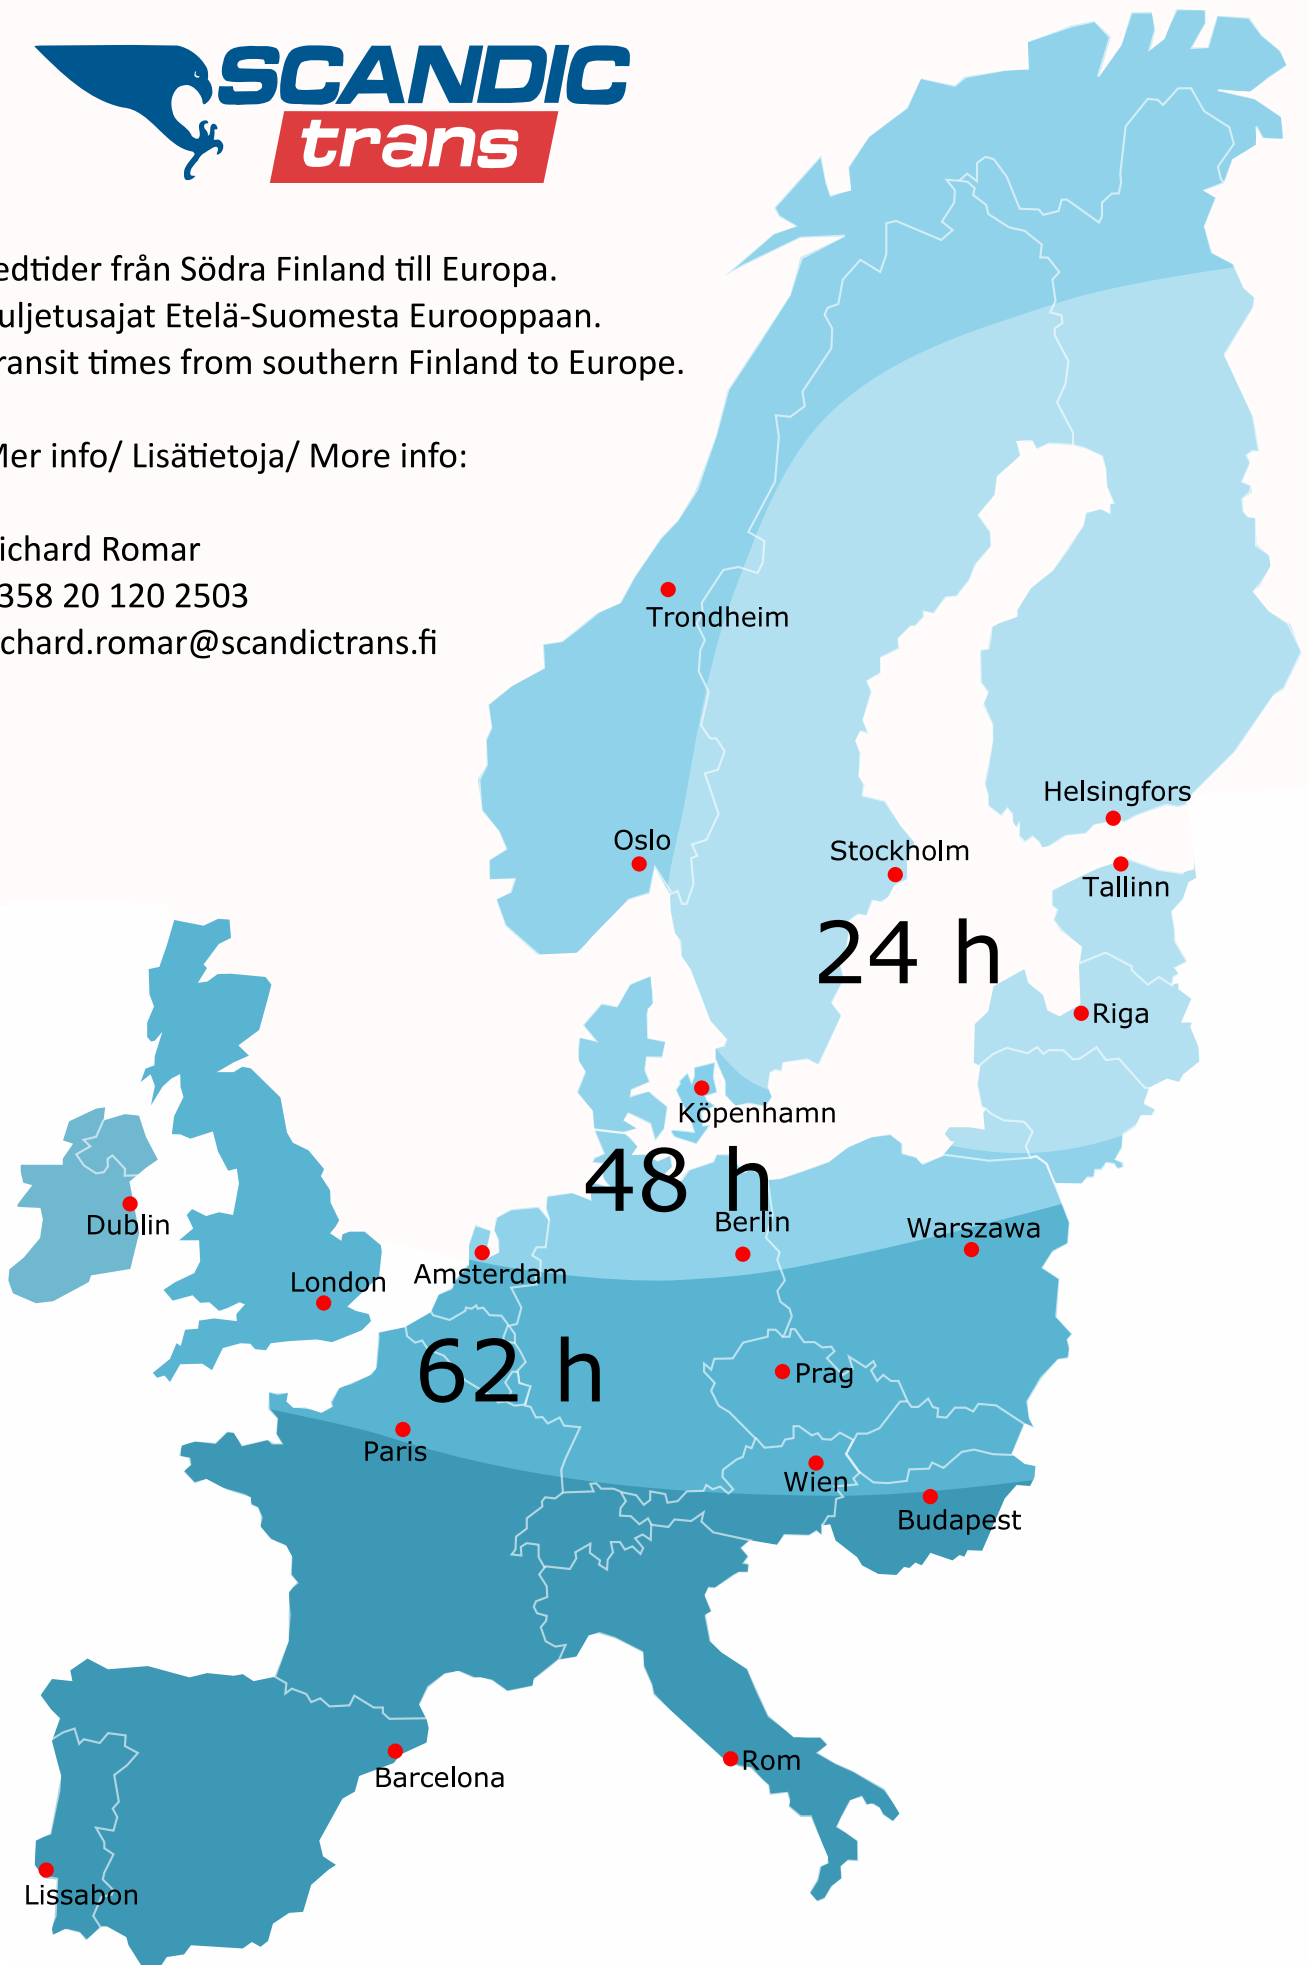 SCANDIC
trans
edtider från Södra Finland till Europa.
uljetusajat Etelä-Suomesta Eurooppaan.
ransit times from southern Finland to Europe.
Mer info/ Lisätietoja/ More info:
ichard Romar
358 20 120 2503
chard.romar@scandictrans.fi
Trondheim
Helsingfors
Oslo
Stockholm
Tallinn
24 h
Riga
Köpenhamn
48 h
Dublin
Berlin
Warszawa
London
Amsterdam
62 h
Prag
Paris
Wien
Budapest
Rom
Barcelona
Lissabon